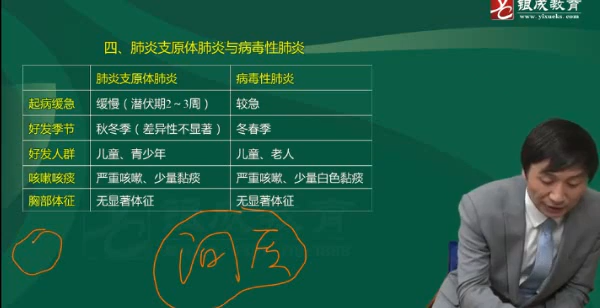 银成教育
www.yixueks.com
四、肺炎支原体肺炎与病毒性肺炎
肺炎支原体肺炎 病毒性肺炎
起病缓急 缓慢（潜伏期2～3周） 较急
好发季节 秋冬季（差异性不显著） 冬春季
好发人群 儿童、青少年 儿童、老人
咳嗽咳痰 严重咳嗽、少量黏痰 严重咳嗽、少量白色黏痰
胸部体征 无显著体征 无显著体征
间质